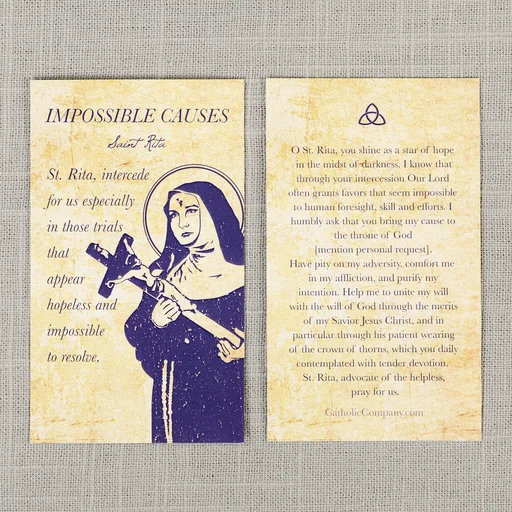 IMPOSSIBLE CAUSES
Saint Rita
St. Rita, intercede
for us especially
in those trials
that
appear
hopeless and
impossible
to resolve.
O St. Rita, you shine as a star of hope
in the midst of darkness. I know that
through your intercession Our Lord
often grants favors that seem impossible
to human foresight, skill and efforts. I
humbly ask that you bring my cause to
the throne of God
[mention personal request].
Have pity on my adversity, comfort me
in my affliction, and purify my
intention. Help me to unite my will
with the will of God through the merits
of my Savior Jesus Christ, and in
particular through his patient wearing
of the crown of thorns, which you daily
contemplated with tender devotion.
St. Rita, advocate of the helpless,
pray for us.
CatholicCompany.com